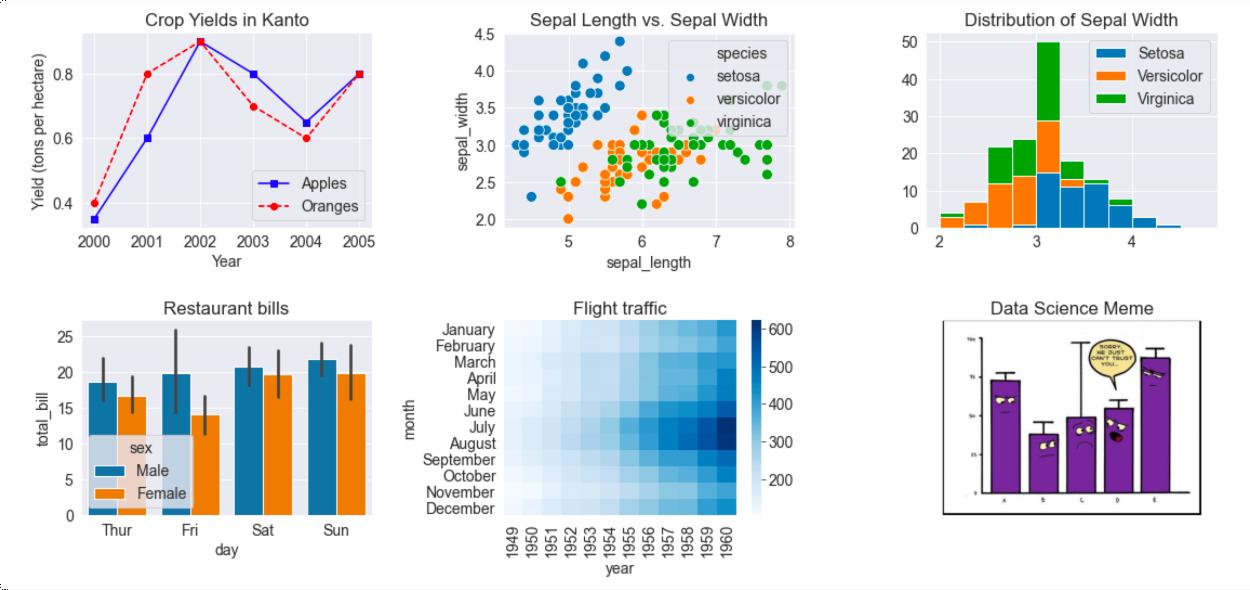 Crop Yields in Kanto
Yield (tons per hectare)
0.8
0.6
0.4
Apples
Oranges
2000 2001 2002 2003 2004 2005
Year
Sepal Length vs. Sepal Width
sepal_width
4.5
4.0
3.5
3.0
2.5
2.0
species
setosa
versicolor
virginica
5 6 7 8
sepal_length
Distribution of Sepal Width
50
40
30
20
10
0
Setosa
Versicolor
Virginica
2 3 4
Restaurant bills
total_bill
25
20
15
10
5
0
sex
Male
Female
Thur Fri Sat Sun
day
Flight traffic
month
January
February
March
April
May
June
July
August
September
October
November
December
1949 1950 1951 1952 1953 1954 1955 1956 1957 1958 1959 1960
year
600
500
400
300
200
Data Science Meme
SORRY,
WE JUST
CAN'T TRUST
YOU...
A B C D E